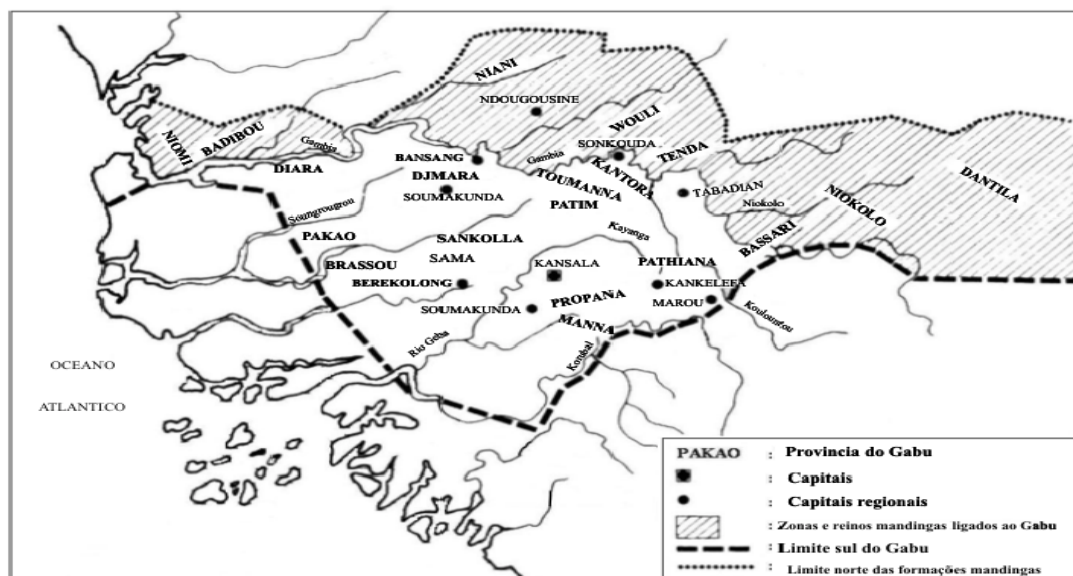 NIANI
NDOUGOUSINE
WOULI
NIOMI
BADIBOU
Gambia
DIARA
BANSANG
Gambia
SONKOUDA
TENDA
DANTILA
DJMARA
TOUMANNA
KANTORA
SOUMAKUNDA
TABADIAN
PATIM
Niokolo
NIOKOLO
Soungrougrou
PAKAO
SANKOLLA
Kayanga
BASSARI
BRASSOU
SAMA
KANSALA
PATHIANA
BEREKOLONG
KANKELEFA
SOUMAKUNDA
PROPANA
MAROU
MANNA
Rio Geba
OCEANO
ATLANTICO
PAKAO : Provincia do Gabu
: Capitais
: Capitais regionais
: Zonas e reinos mandingas ligados ao Gabu
: Limite sul do Gabu
: Limite norte das formações mandingas